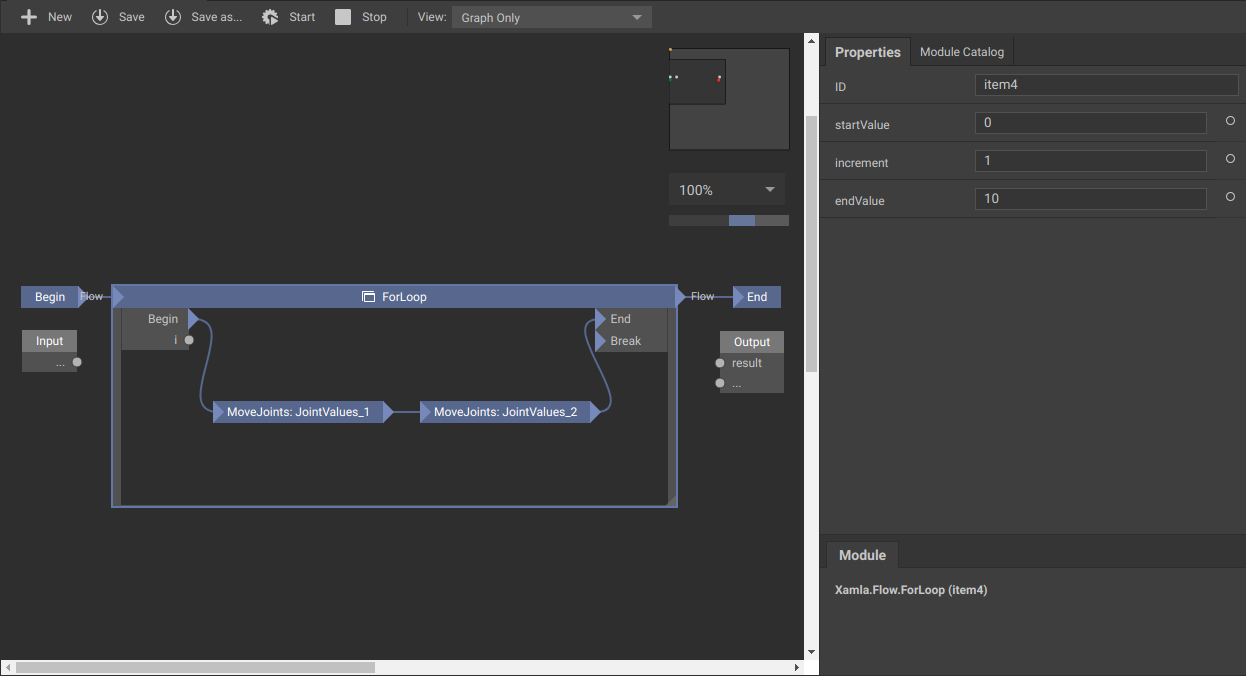 New Save Save as... Start Stop View: Graph Only
Properties Module Catalog
ID item4
startValue 0
increment 1
endValue 10
100%
Begin Flow ForLoop Flow End
Begin End
i Break
Input
...
Output
result
...
MoveJoints: JointValues_1 MoveJoints: JointValues_2
Module
Xamla.Flow.ForLoop (item4)